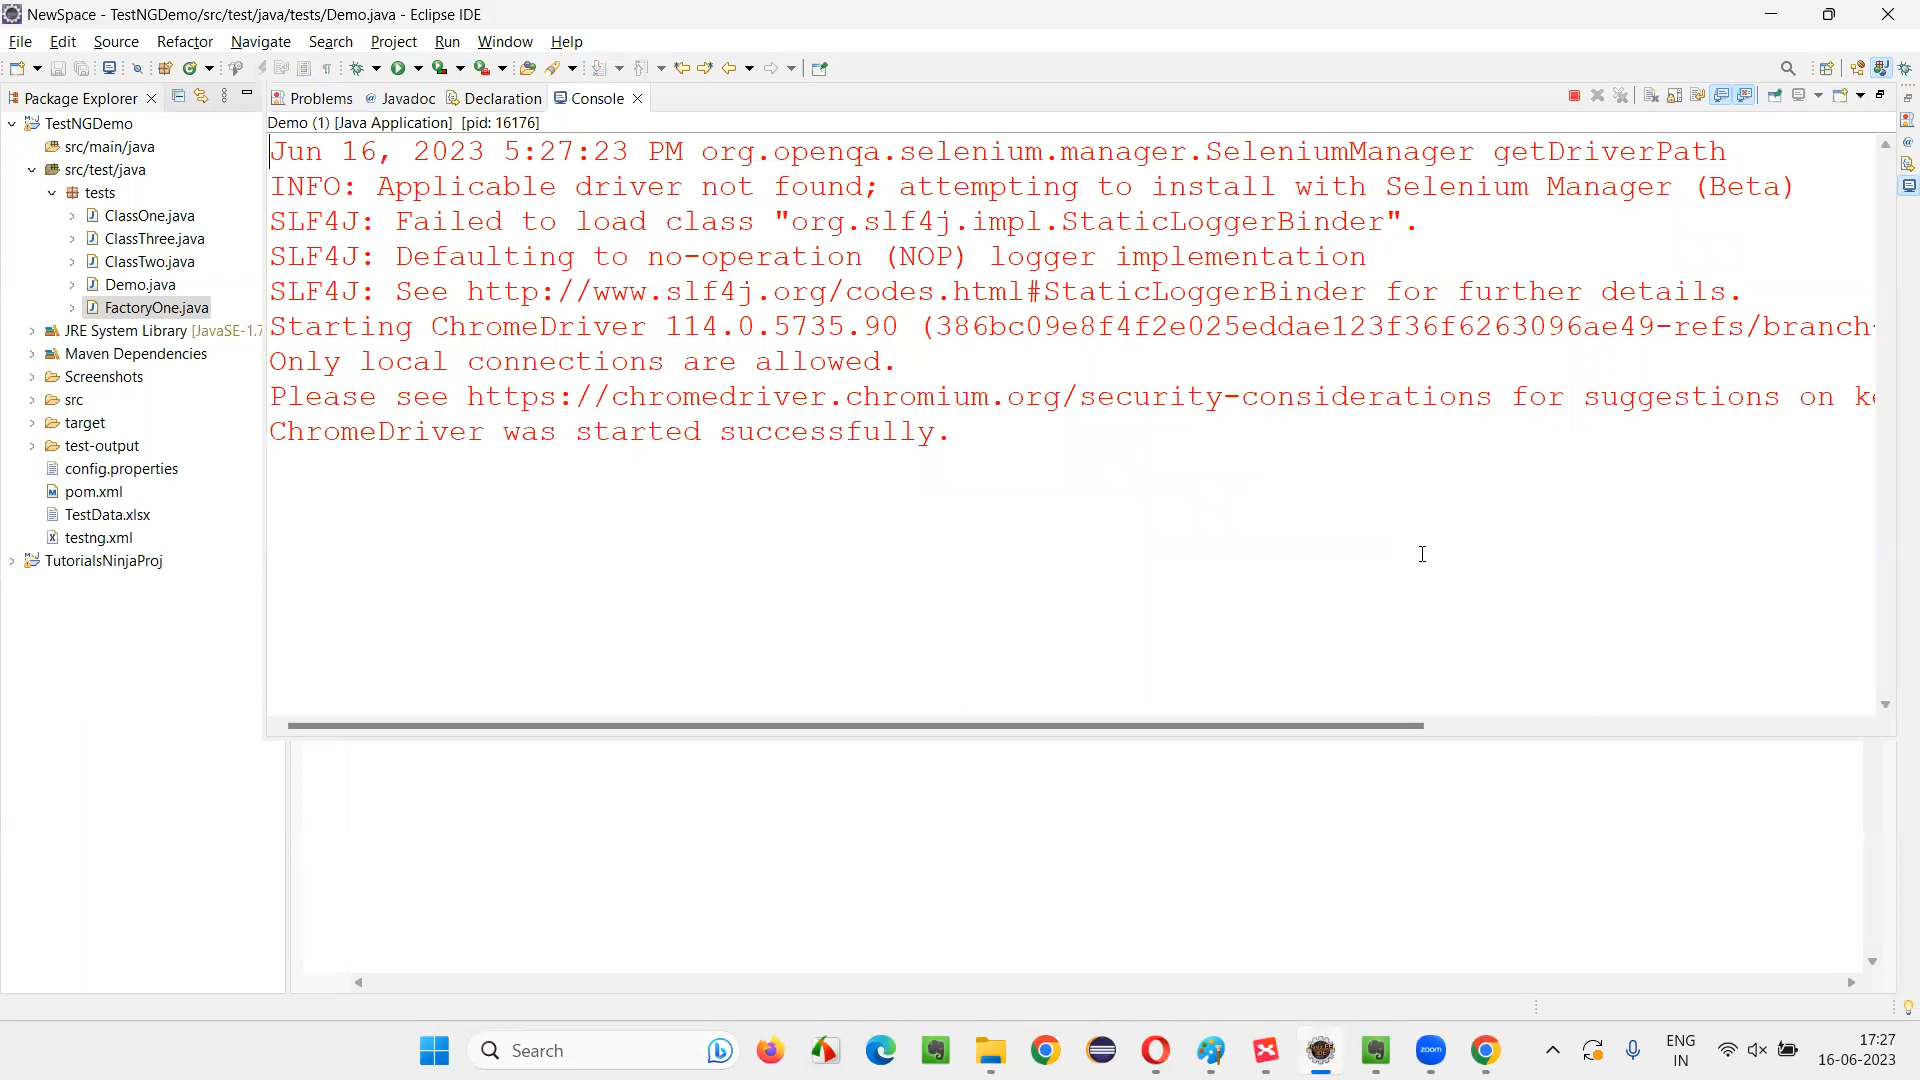 NewSpace - TestNGDemo/src/test/java/tests/Demo.java - Eclipse IDE
File Edit Source Refactor Navigate Search Project Run Window Help
Package Explorer
Problems Javadoc Declaration Console
Demo (1) [Java Application] [pid: 16176]
TestNGDemo
src/main/java
src/test/java
tests
ClassOne.java
ClassThree.java
ClassTwo.java
Demo.java
FactoryOne.java
JRE System Library [JavaSE-1.7
Maven Dependencies
Screenshots
src
target
test-output
config.properties
pom.xml
TestData.xlsx
testng.xml
TutorialsNinjaProj
Jun 16, 2023 5:27:23 PM org.openqa.selenium.manager.SeleniumManager getDriverPath
INFO: Applicable driver not found; attempting to install with Selenium Manager (Beta)
SLF4J: Failed to load class "org.slf4j.impl.StaticLoggerBinder".
SLF4J: Defaulting to no-operation (NOP) logger implementation
SLF4J: See http://www.slf4j.org/codes.html#StaticLoggerBinder for further details.
Starting ChromeDriver 114.0.5735.90 (386bc09e8f4f2e025eddae123f36f6263096ae49-refs/branch-
Only local connections are allowed.
Please see https://chromedriver.chromium.org/security-considerations for suggestions on ke
ChromeDriver was started successfully.
Search
zoom
ENG
IN
17:27
16-06-2023